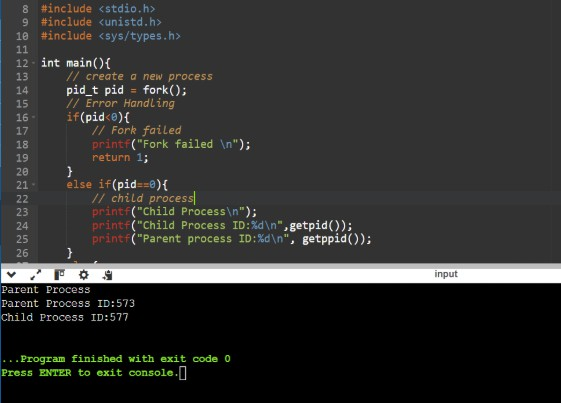 8 #include <stdio.h>
9 #include <unistd.h>
10 #include <sys/types.h>
11
12 int main(){
13 // create a new process
14 pid_t pid = fork();
15 // Error Handling
16 if(pid<0){
17 // Fork failed
18 printf("Fork failed \n");
19 return 1;
20 }
21 else if(pid==0){
22 // child process
23 printf("Child Process\n");
24 printf("Child Process ID:%d\n",getpid());
25 printf("Parent process ID:%d\n", getppid());
26 }
input
Parent Process
Parent Process ID:573
Child Process ID:577
...Program finished with exit code 0
Press ENTER to exit console.